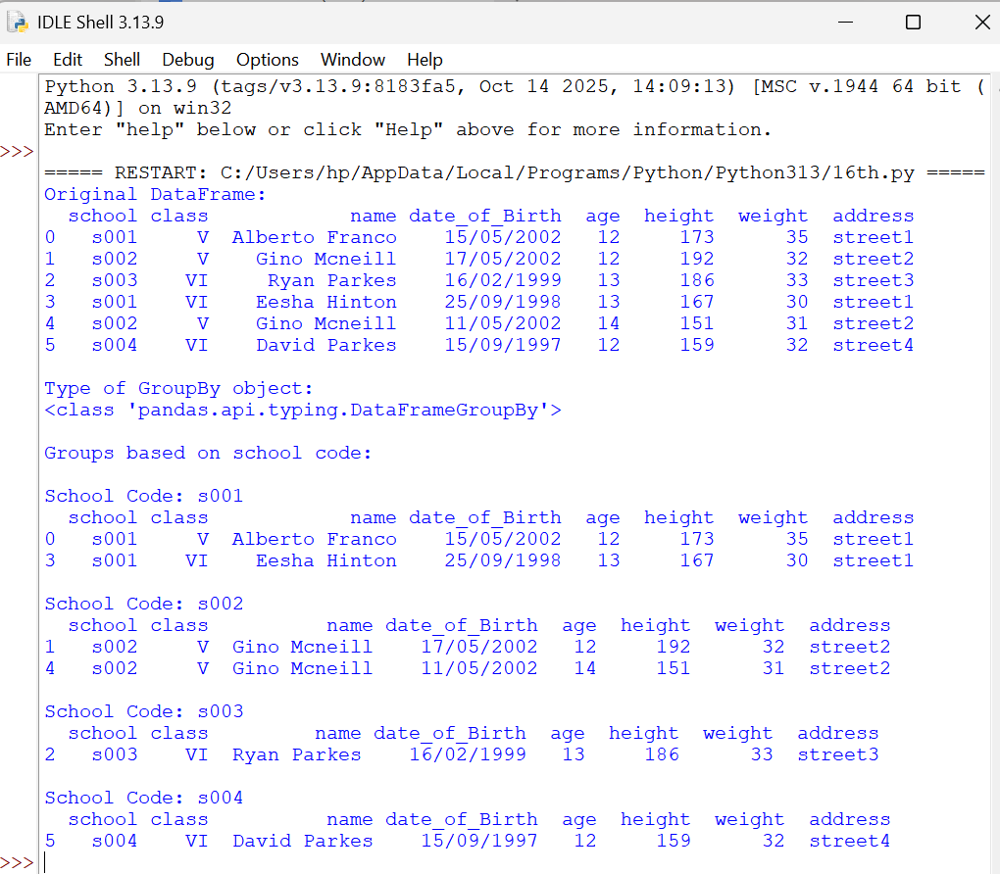 IDLE Shell 3.13.9
File Edit Shell Debug Options Window Help
Python 3.13.9 (tags/v3.13.9:8183fa5, Oct 14 2025, 14:09:13) [MSC v.1944 64 bit (
AMD64)] on win32
Enter "help" below or click "Help" above for more information.
>>>
===== RESTART: C:/Users/hp/AppData/Local/Programs/Python/Python313/16th.py =====
Original DataFrame:
  school class            name date_of_Birth  age  height  weight  address
0   s001     V  Alberto Franco    15/05/2002   12     173      35  street1
1   s002     V    Gino Mcneill    17/05/2002   12     192      32  street2
2   s003    VI     Ryan Parkes    16/02/1999   13     186      33  street3
3   s001    VI    Eesha Hinton    25/09/1998   13     167      30  street1
4   s002     V    Gino Mcneill    11/05/2002   14     151      31  street2
5   s004    VI    David Parkes    15/09/1997   12     159      32  street4
Type of GroupBy object:
<class 'pandas.api.typing.DataFrameGroupBy'>
Groups based on school code:
School Code: s001
  school class            name date_of_Birth  age  height  weight  address
0   s001     V  Alberto Franco    15/05/2002   12     173      35  street1
3   s001    VI    Eesha Hinton    25/09/1998   13     167      30  street1
School Code: s002
  school class          name date_of_Birth  age  height  weight  address
1   s002     V  Gino Mcneill    17/05/2002   12     192      32  street2
4   s002     V  Gino Mcneill    11/05/2002   14     151      31  street2
School Code: s003
  school class         name date_of_Birth  age  height  weight  address
2   s003    VI  Ryan Parkes    16/02/1999   13     186      33  street3
School Code: s004
  school class          name date_of_Birth  age  height  weight  address
5   s004    VI  David Parkes    15/09/1997   12     159      32  street4
>>>